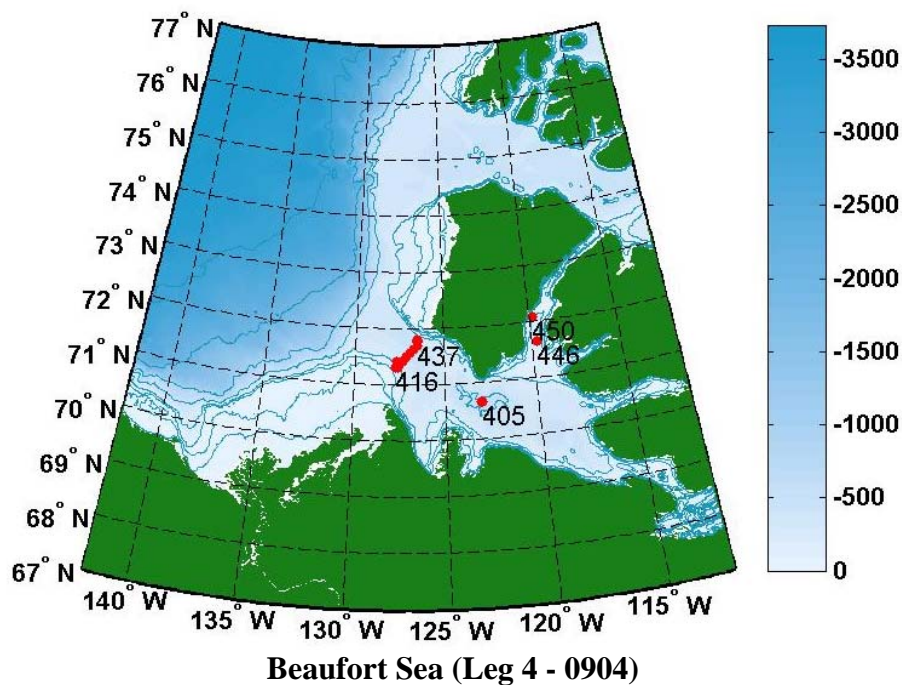 77° N
76° N
75° N
74° N
73° N
72° N
71° N
70° N
69° N
68° N
67° N
140° W
135° W
130° W
125° W
120° W
115° W
450
446
437
416
405
-3500
-3000
-2500
-2000
-1500
-1000
-500
0
Beaufort Sea (Leg 4 - 0904)